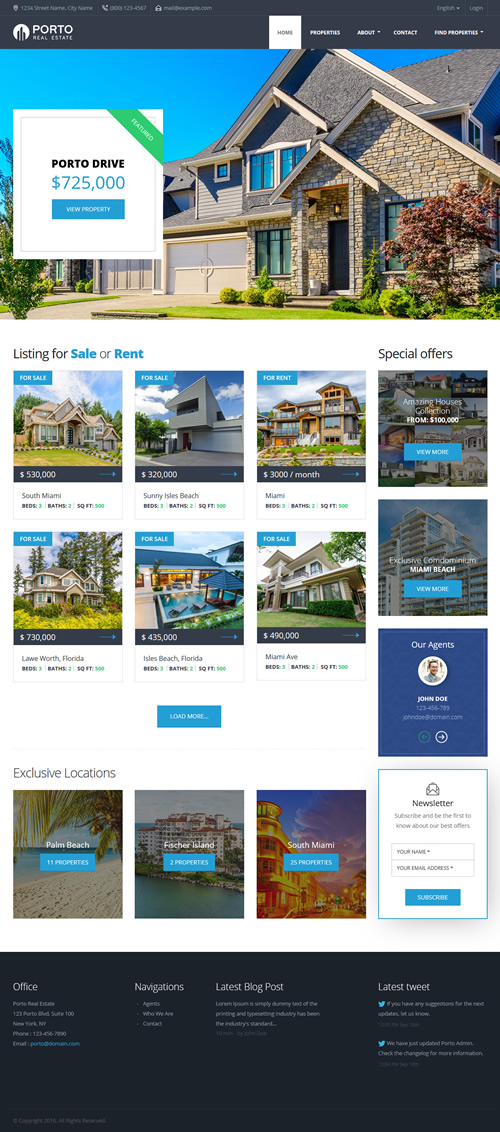 1234 Street Name, City Name (800) 123-4567 mail@example.com English Login
PORTO
REAL ESTATE
HOME PROPERTIES ABOUT CONTACT FIND PROPERTIES
FEATURED
PORTO DRIVE
$725,000
VIEW PROPERTY
Listing for Sale or Rent
FOR SALE FOR SALE FOR RENT
$ 530,000 $ 320,000 $ 3000 / month
South Miami Sunny Isles Beach Miami
BEDS: 3 BATHS: 2 SQ FT: 500 BEDS: 3 BATHS: 2 SQ FT: 500 BEDS: 3 BATHS: 2 SQ FT: 500
FOR SALE FOR SALE FOR SALE
$ 730,000 $ 435,000 $ 490,000
Lawe Worth, Florida Isles Beach, Florida Miami Ave
BEDS: 3 BATHS: 2 SQ FT: 500 BEDS: 3 BATHS: 2 SQ FT: 500 BEDS: 3 BATHS: 2 SQ FT: 500
LOAD MORE...
Exclusive Locations
Palm Beach Fischer Island South Miami
11 PROPERTIES 2 PROPERTIES 25 PROPERTIES
Special offers
Amazing Houses
Collection
FROM: $100,000
VIEW MORE
Exclusive Comdominium
MIAMI BEACH
VIEW MORE
Our Agents
JOHN DOE
123-456-789
johndoe@domain.com
Newsletter
Subscribe and be the first to
know about our best offers
YOUR NAME *
YOUR EMAIL ADDRESS *
SUBSCRIBE
Office
Porto Real Estate
123 Porto Blvd, Suite 100
New York, NY
Phone : 123-456-7890
Email : porto@domain.com
Navigations
Agents
Who We Are
Contact
Latest Blog Post
Lorem Ipsum is simply dummy text of the
printing and typesetting industry has been
the industry's standard...
Latest tweet
If you have any suggestions for the next
updates, let us know.
We have just updated Porto Admin.
Check the changelog for more information.
© Copyright 2016. All Rights Reserved.